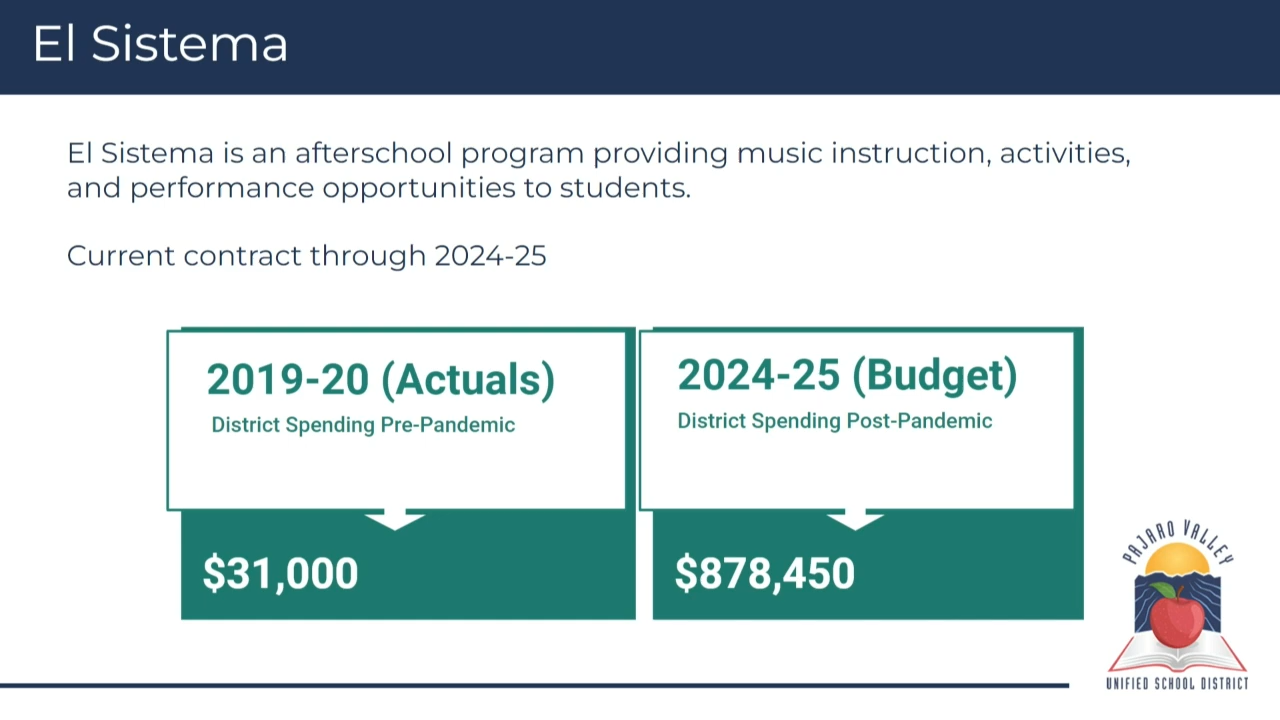 El Sistema
El Sistema is an afterschool program providing music instruction, activities,
and performance opportunities to students.
Current contract through 2024-25
2019-20 (Actuals)
District Spending Pre-Pandemic
$31,000
2024-25 (Budget)
District Spending Post-Pandemic
$878,450
PAJARO VALLEY
UNIFIED SCHOOL DISTRICT